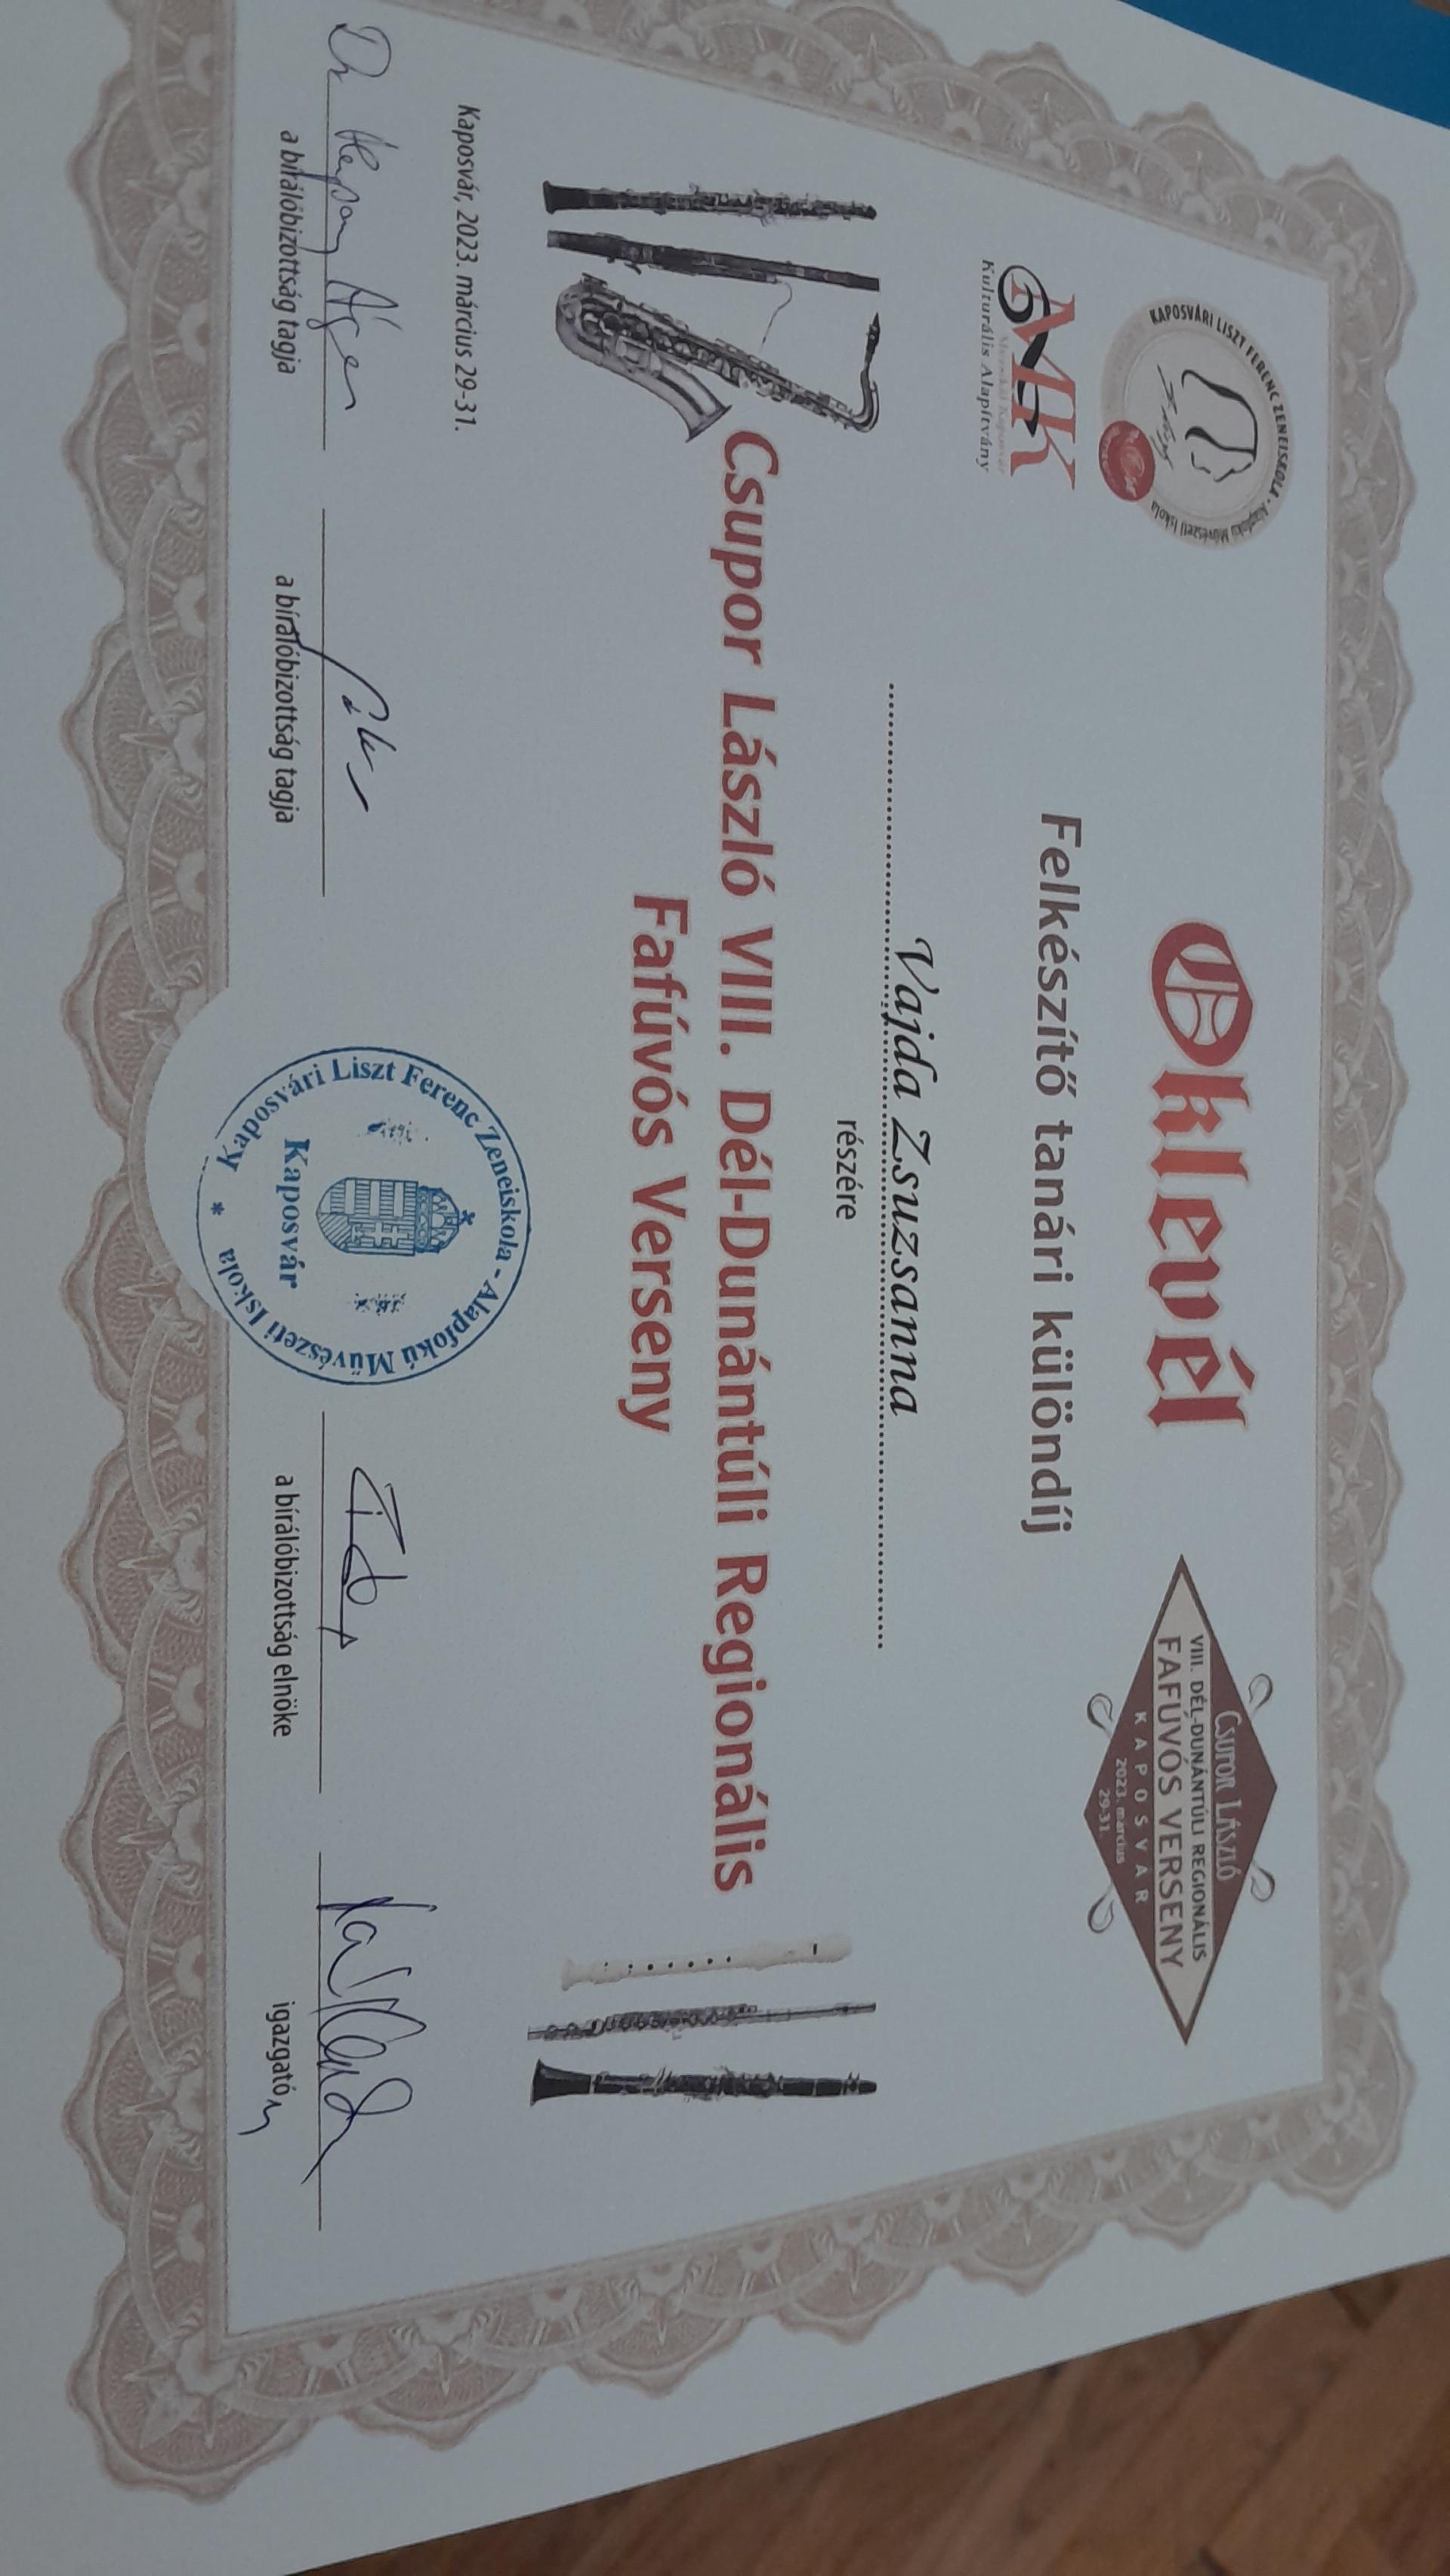 KAPOSVÁRI LISZT FERENC ZENEISKOLA - Alapfokú Művészeti Iskola
MK
Kulturális Alapítvány
Oklevél
CSUPOR LÁSZLÓ
VIII. DÉL-DUNÁNTÚLI REGIONÁLIS
FAFÚVÓS VERSENY
KAPOSVÁR
2023. március
29-31.
Felkészítő tanári különdíj
Vajda Zsuzsanna
részére
Csupor László VIII. Dél-Dunántúli Regionális
Fafúvós Verseny
Kaposvár, 2023. március 29-31.
Kaposvári Liszt Ferenc Zeneiskola - Alapfokú Művészeti Iskola
Kaposvár
*
Dr Ágnes
a bírálóbizottság tagja
a bírálóbizottság tagja
a bírálóbizottság elnöke
igazgató